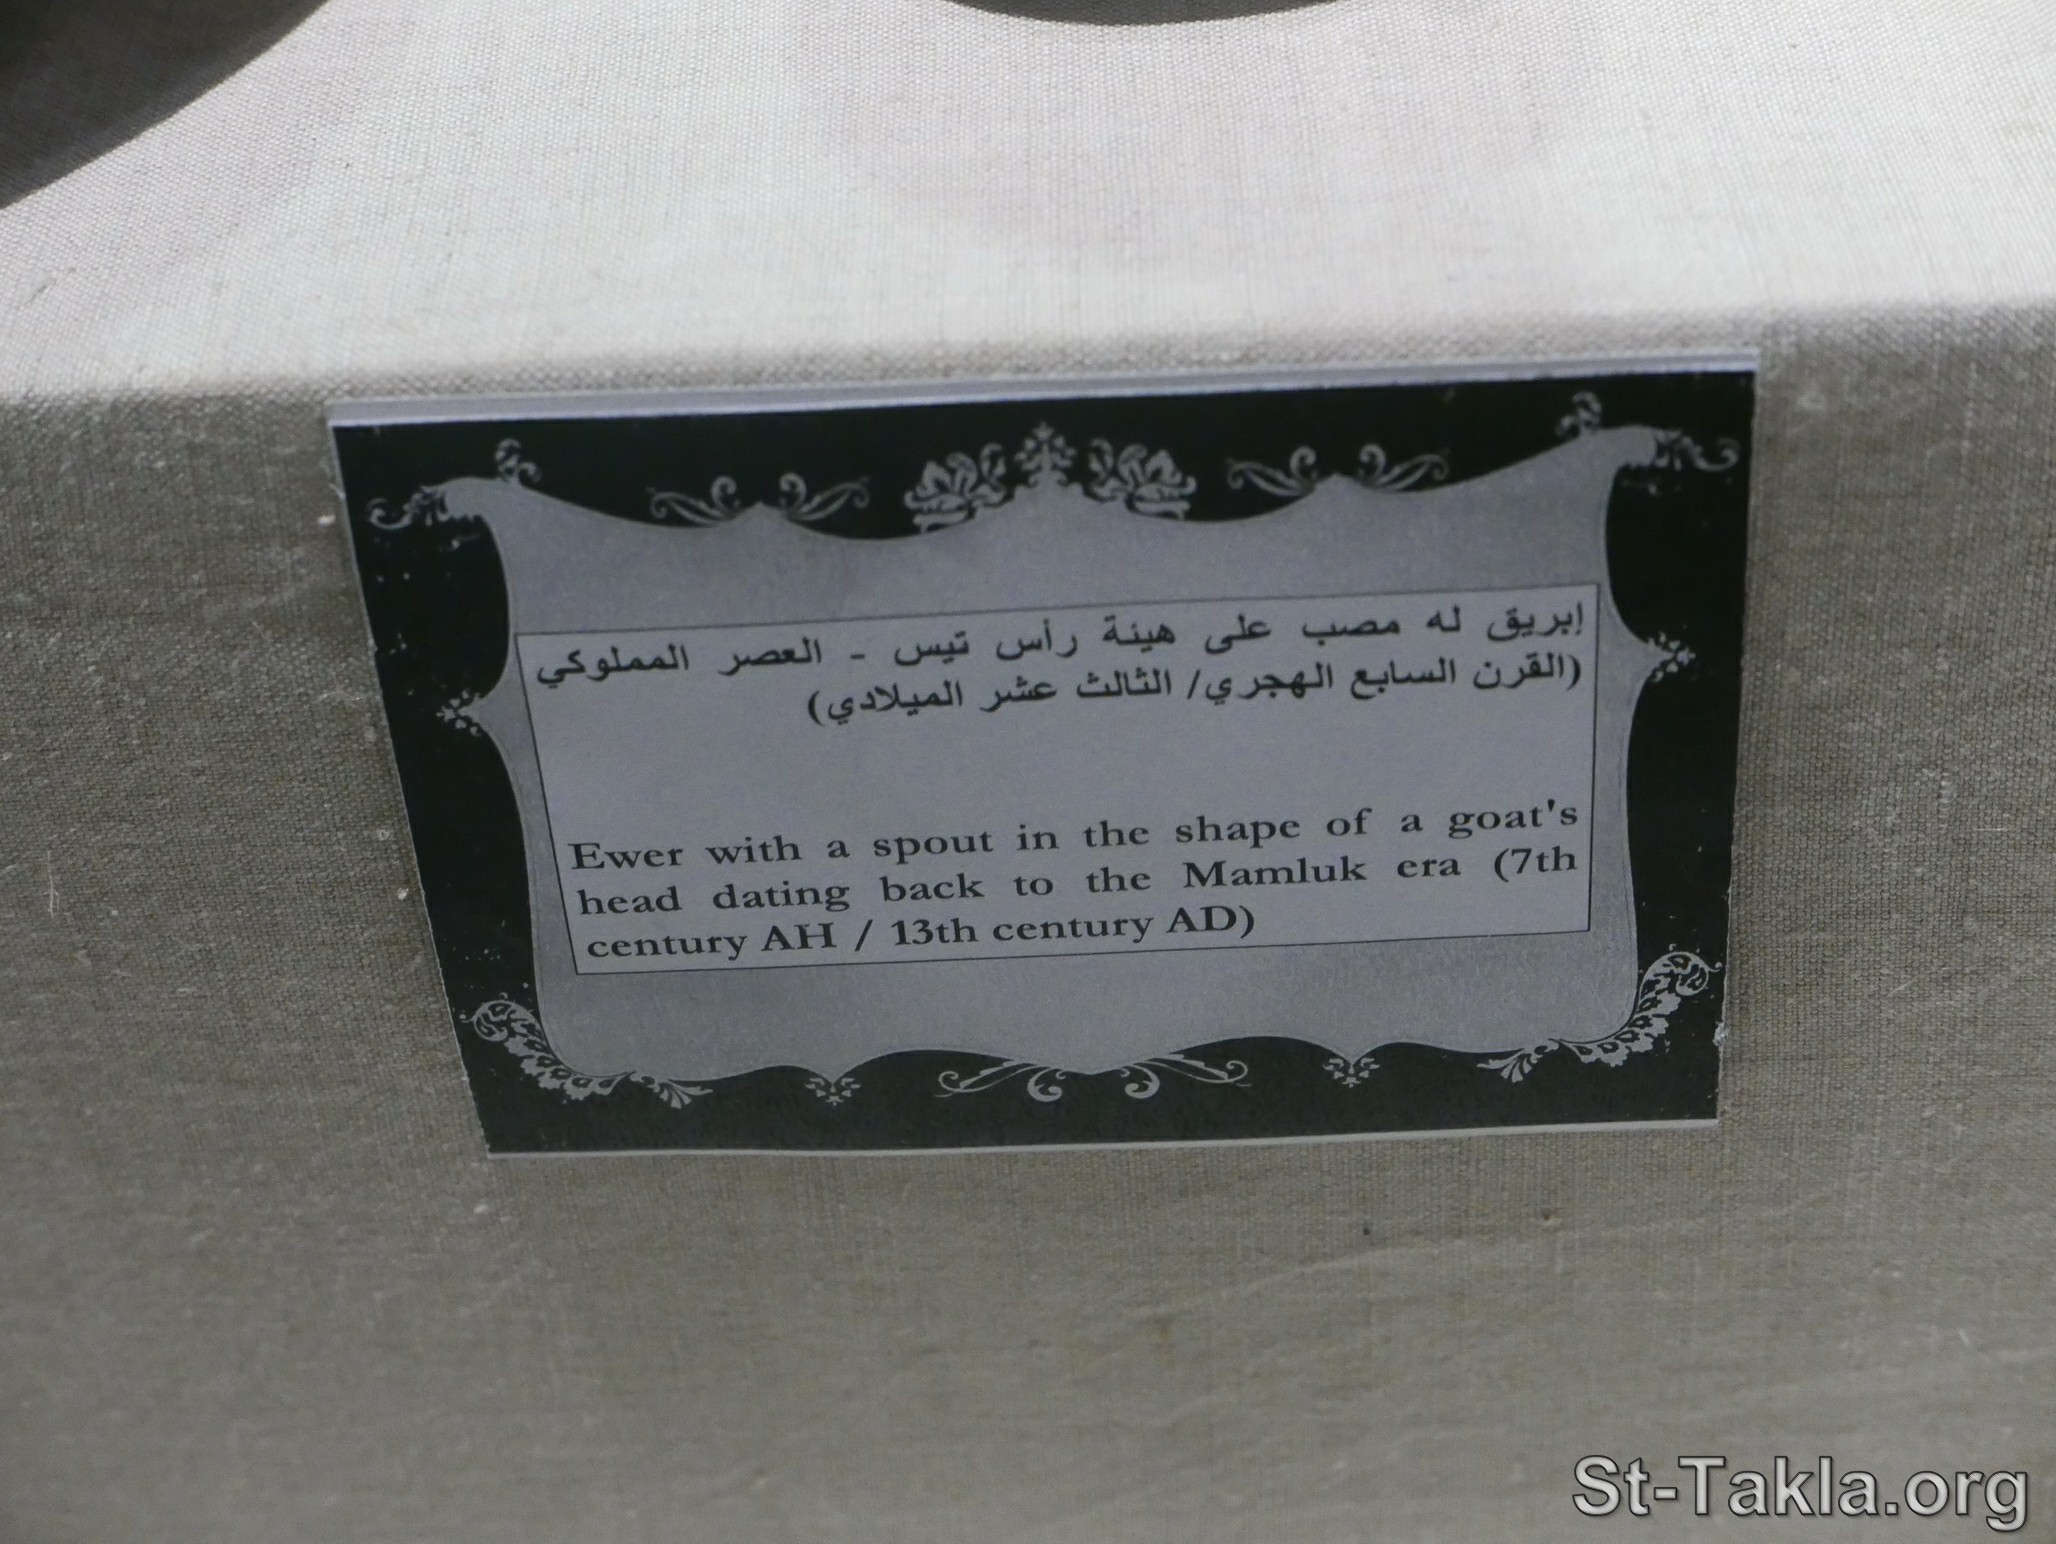 إبريق له مصب على هيئة رأس تيس - العصر المملوكي
(القرن السابع الهجري/ الثالث عشر الميلادي)
Ewer with a spout in the shape of a goat's
head dating back to the Mamluk era (7th
century AH / 13th century AD)
St-Takla.org